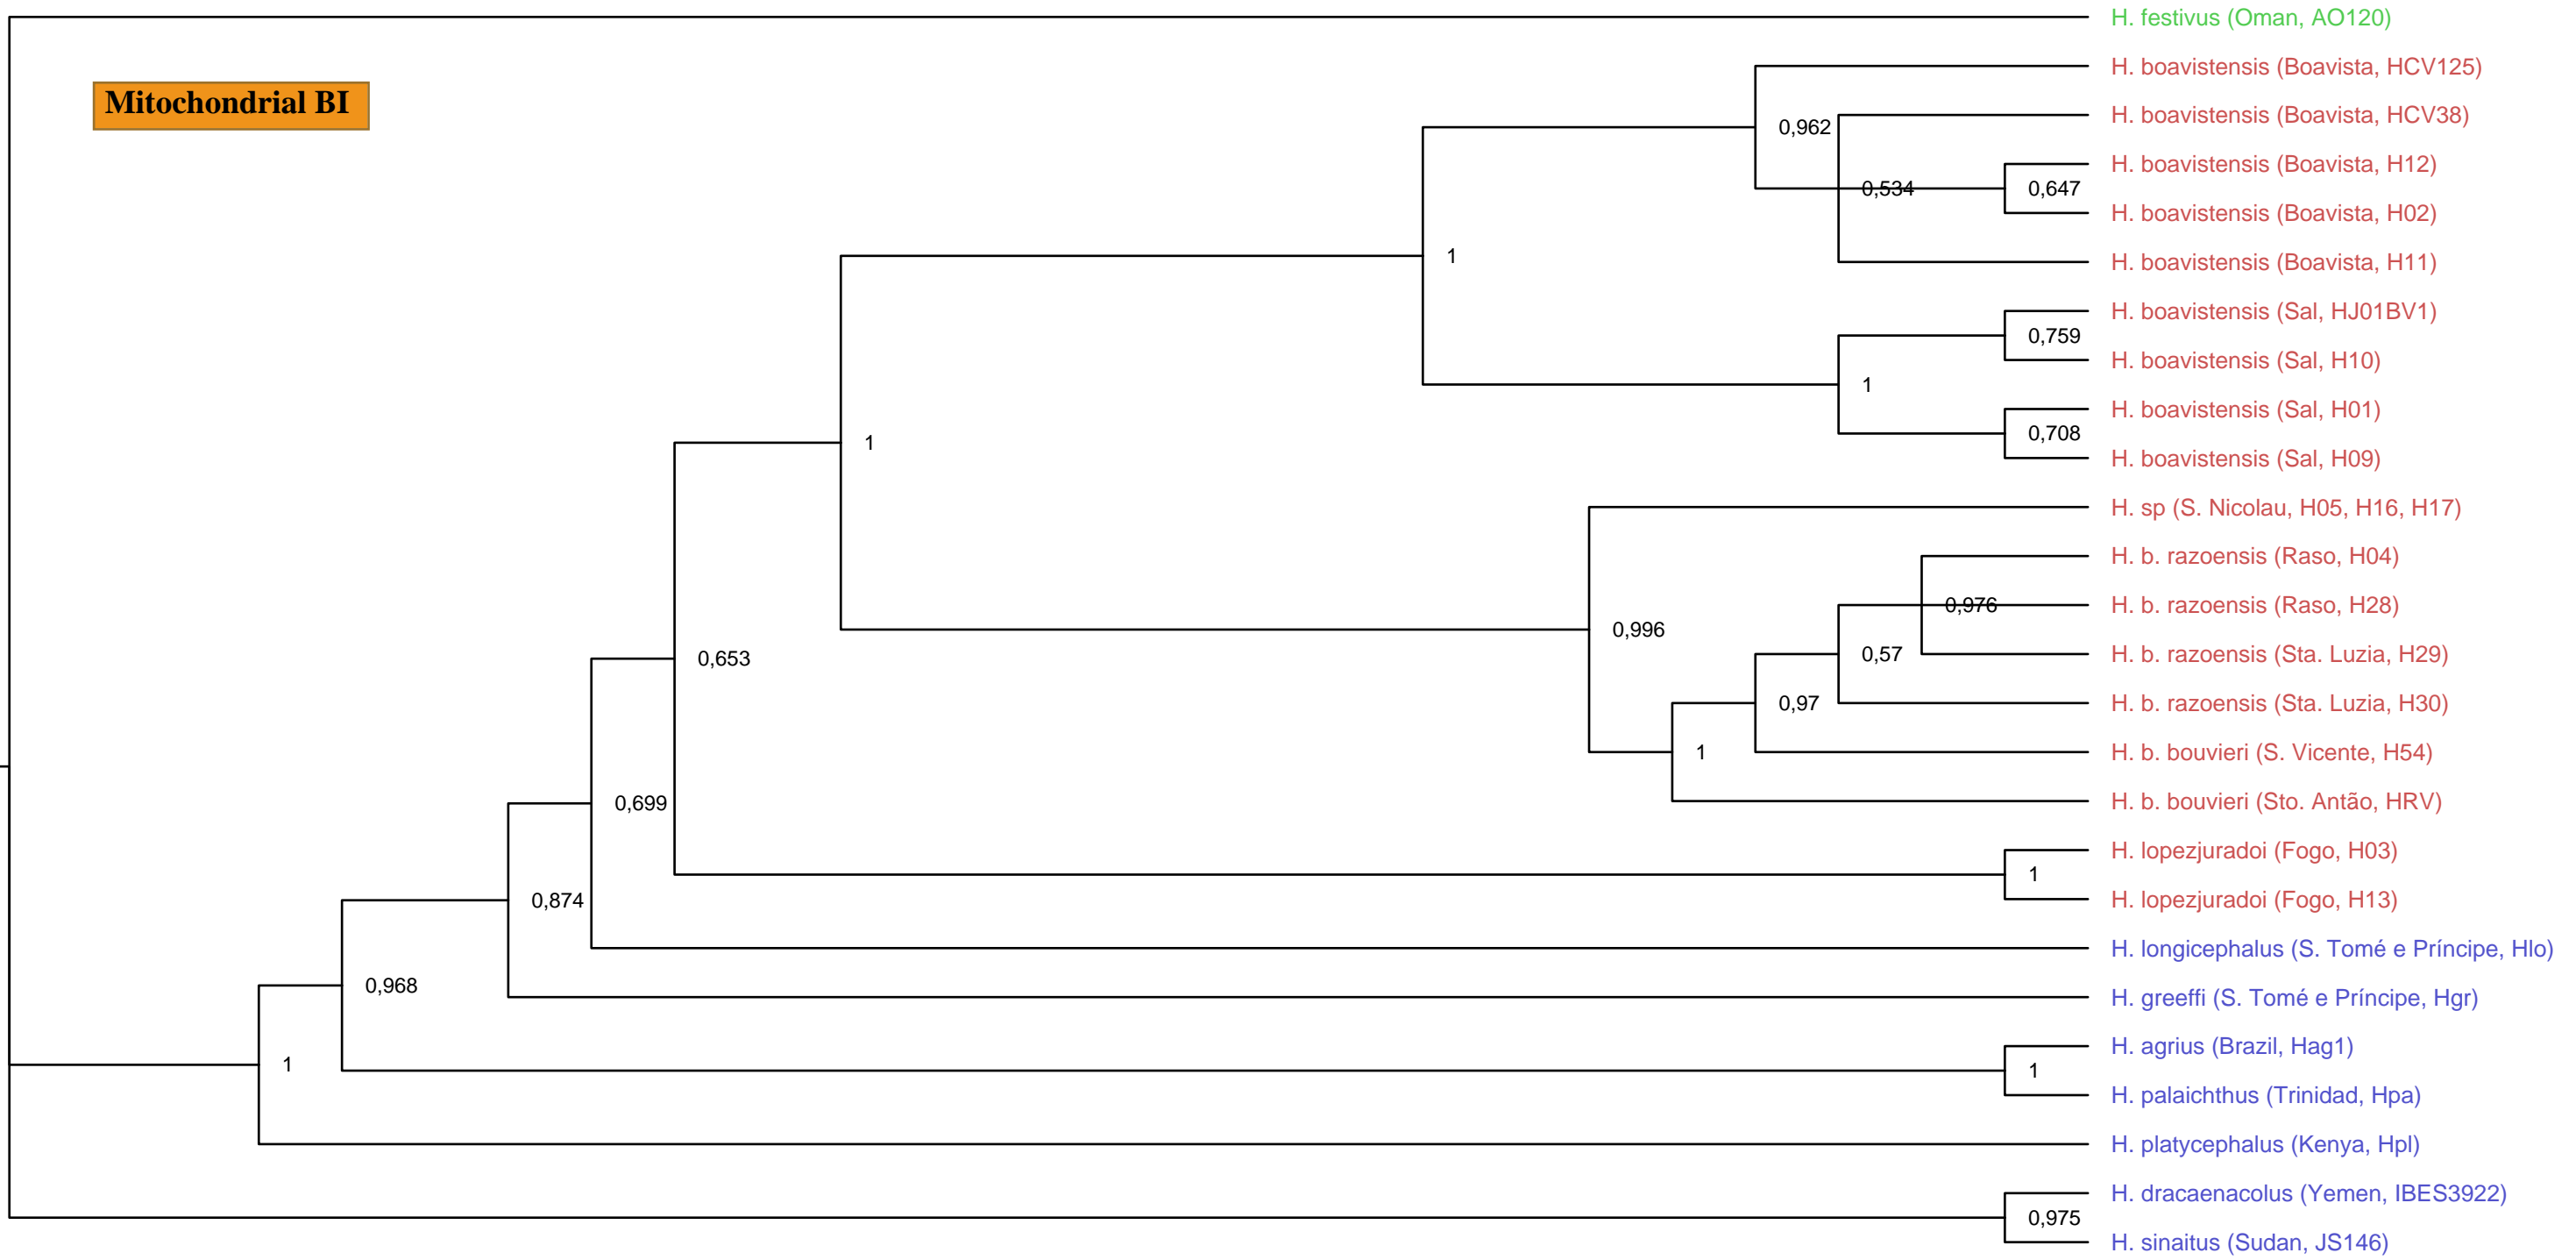 H. festivus (Oman, AO120)
H. boavistensis (Boavista, HCV125)
Mitochondrial BI
H. boavistensis (Boavista, HCV38)
0,962
H. boavistensis (Boavista, H12)
0,534
0,647
H. boavistensis (Boavista, H02)
1
H. boavistensis (Boavista, H11)
H. boavistensis (Sal, HJ01BV1)
0,759
H. boavistensis (Sal, H10)
1
H. boavistensis (Sal, H01)
0,708
1
H. boavistensis (Sal, H09)
H. sp (S. Nicolau, H05, H16, H17)
H. b. razoensis (Raso, H04)
0,976
H. b. razoensis (Raso, H28)
0,996
0,653
0,57
H. b. razoensis (Sta. Luzia, H29)
0,97
H. b. razoensis (Sta. Luzia, H30)
1
H. b. bouvieri (S. Vicente, H54)
0,699
H. b. bouvieri (Sto. Antão, HRV)
H. lopezjuradoi (Fogo, H03)
1
0,874
H. lopezjuradoi (Fogo, H13)
H. longicephalus (S. Tomé e Príncipe, Hlo)
0,968
H. greeffi (S. Tomé e Príncipe, Hgr)
H. agrius (Brazil, Hag1)
1
1
H. palaichthus (Trinidad, Hpa)
H. platycephalus (Kenya, Hpl)
H. dracaenacolus (Yemen, IBES3922)
0,975
H. sinaitus (Sudan, JS146)